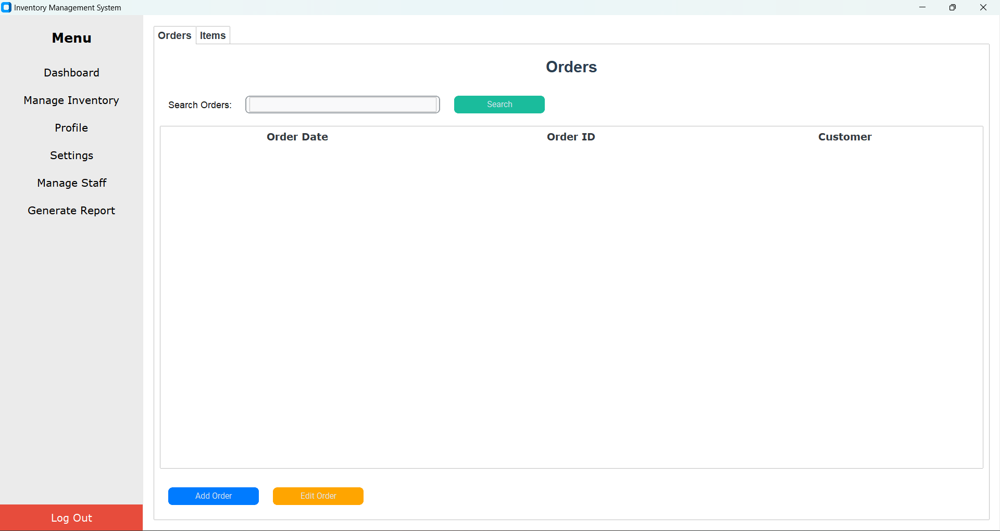 Inventory Management System
Menu
Dashboard
Manage Inventory
Profile
Settings
Manage Staff
Generate Report
Log Out
Orders Items
Orders
Search Orders: Search
Order Date Order ID Customer
Add Order Edit Order